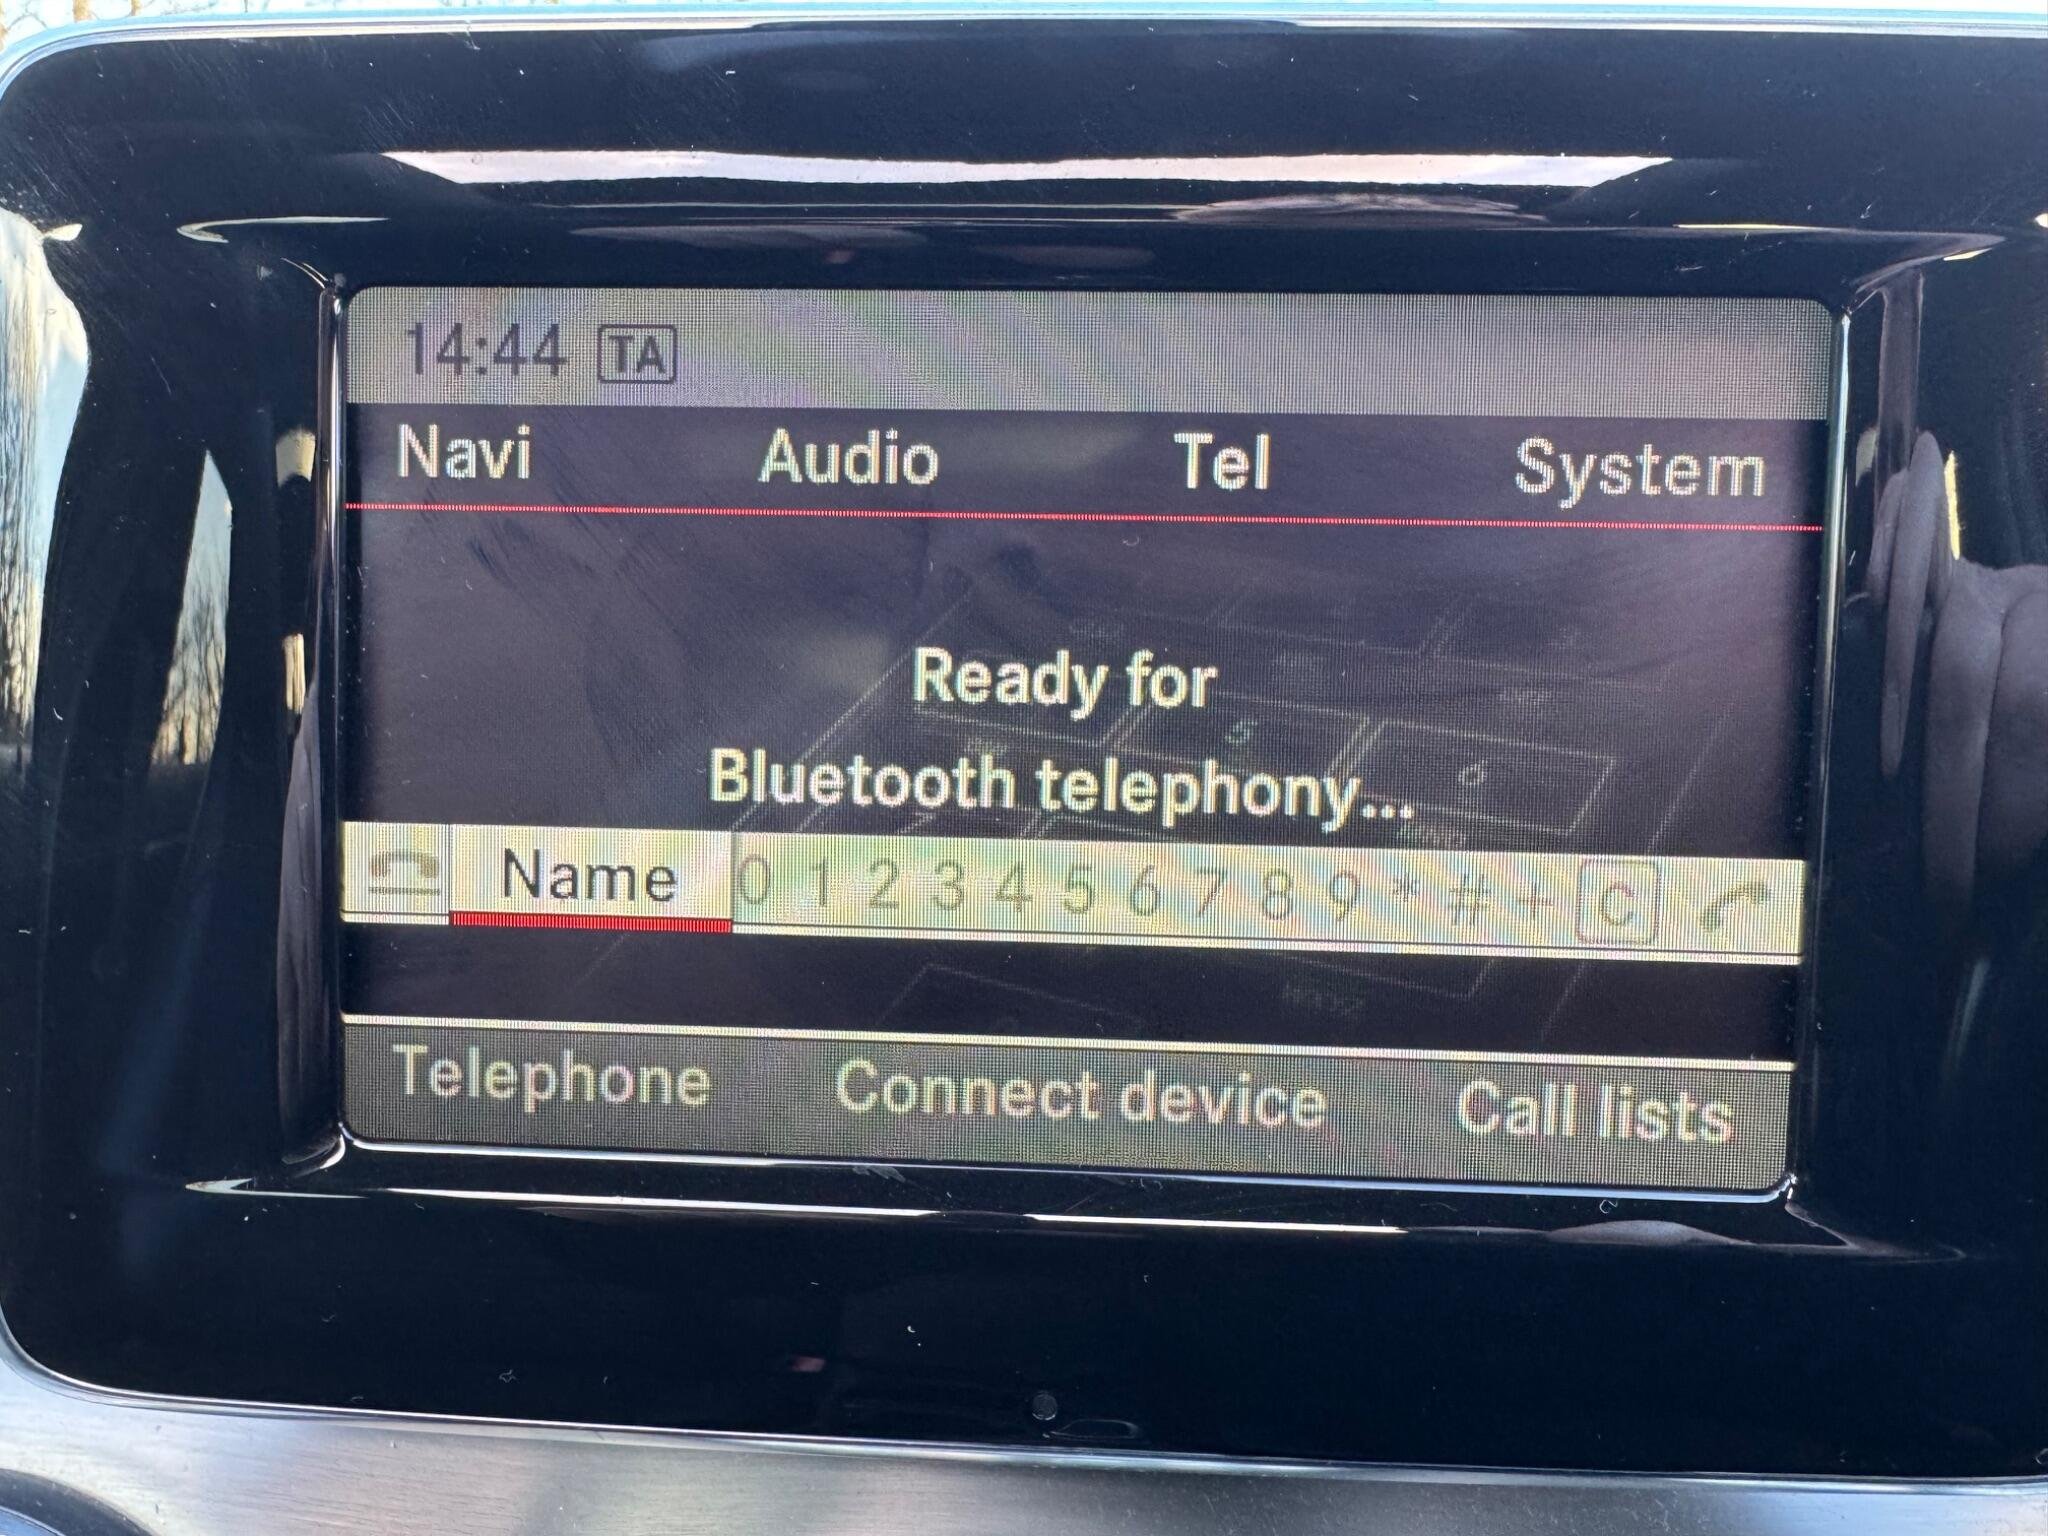 14:44 TA
Navi Audio Tel System
Ready for
Bluetooth telephony...
Name 0 1 2 3 4 5 6 7 8 9 * # + C
Telephone Connect device Call lists